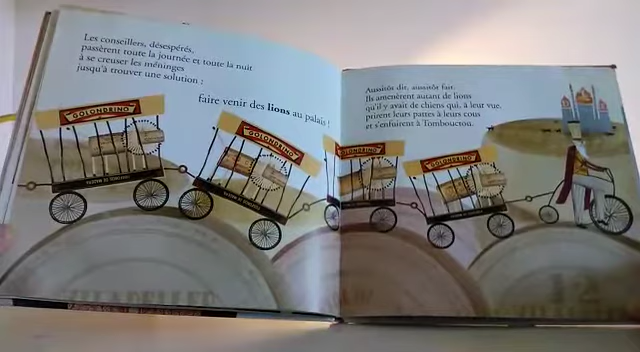 Les conseillers, désespérés,
passèrent toute la journée et toute la nuit
à se creuser les méninges
jusqu'à trouver une solution :
faire venir des lions au palais !
GOLONDRINO
GOLONDRINO
Aussitôt dit, aussitôt fait.
Ils amenèrent autant de lions
qu'il y avait de chiens qui, à leur vue,
prirent leurs pattes à leurs cous
et s'enfuirent à Tombouctou.
GOLONDRINO
GOLONDRINO